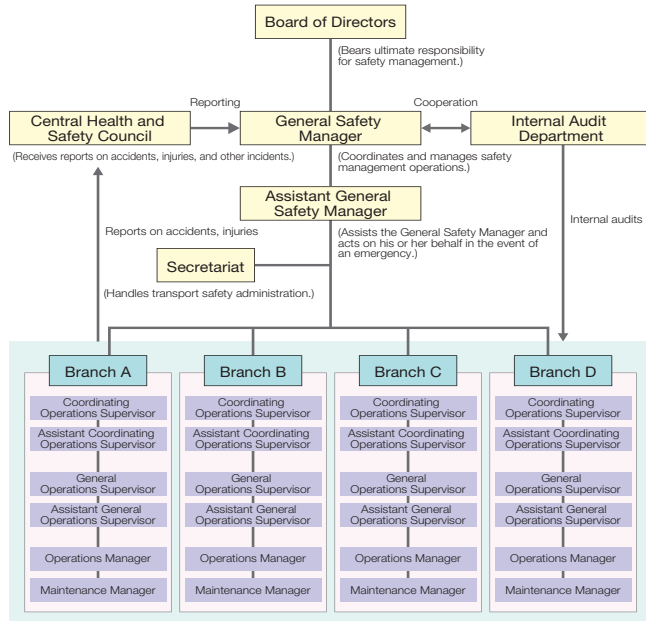 Board of Directors
(Bears ultimate responsibility
for safety management.)
Reporting
Cooperation
Central Health and
Safety Council
General Safety
Manager
Internal Audit
Department
(Receives reports on accidents, injuries, and other incidents.)
(Coordinates and manages safety
management operations.)
Assistant General
Safety Manager
Internal audits
Reports on accidents, injuries
(Assists the General Safety Manager and
acts on his or her behalf in the event of
an emergency.)
Secretariat
(Handles transport safety administration.)
Branch A
Coordinating
Operations Supervisor
Assistant Coordinating
Operations Supervisor
General
Operations Supervisor
Assistant General
Operations Supervisor
Operations Manager
Maintenance Manager
Branch B
Coordinating
Operations Supervisor
Assistant Coordinating
Operations Supervisor
General
Operations Supervisor
Assistant General
Operations Supervisor
Operations Manager
Maintenance Manager
Branch C
Coordinating
Operations Supervisor
Assistant Coordinating
Operations Supervisor
General
Operations Supervisor
Assistant General
Operations Supervisor
Operations Manager
Maintenance Manager
Branch D
Coordinating
Operations Supervisor
Assistant Coordinating
Operations Supervisor
General
Operations Supervisor
Assistant General
Operations Supervisor
Operations Manager
Maintenance Manager